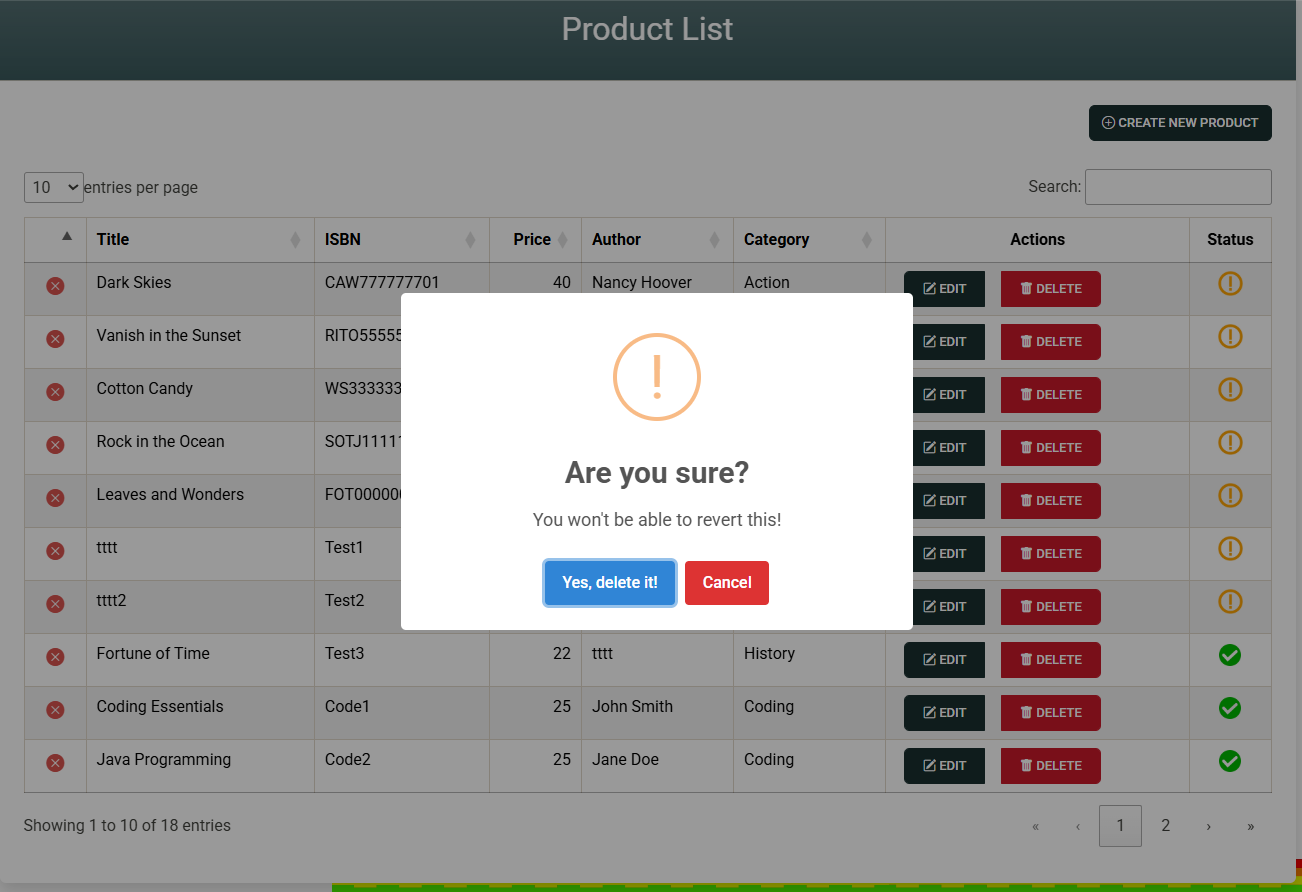 Product List
CREATE NEW PRODUCT
10 entries per page Search:
Title ISBN Price Author Category Actions Status
Dark Skies CAW777777701 40 Nancy Hoover Action EDIT DELETE
Vanish in the Sunset RITO55555 EDIT DELETE
Cotton Candy WS333333 EDIT DELETE
Rock in the Ocean SOTJ1111 EDIT DELETE
Leaves and Wonders FOT000000 EDIT DELETE
tttt Test1 EDIT DELETE
tttt2 Test2 EDIT DELETE
Fortune of Time Test3 22 tttt History EDIT DELETE
Coding Essentials Code1 25 John Smith Coding EDIT DELETE
Java Programming Code2 25 Jane Doe Coding EDIT DELETE
Showing 1 to 10 of 18 entries « ‹ 1 2 › »
!
Are you sure?
You won't be able to revert this!
Yes, delete it! Cancel